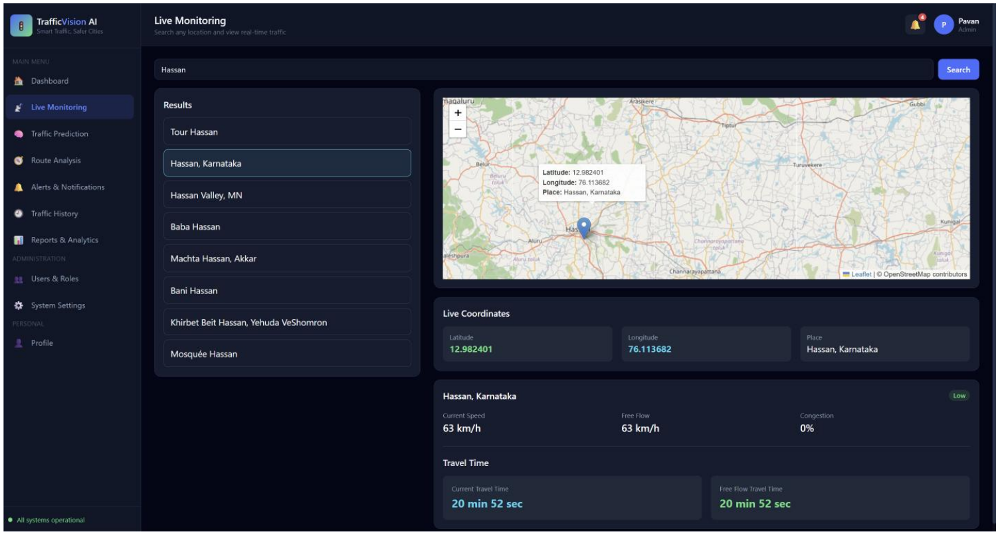 TrafficVision AI
Smart Traffic, Safer Cities
MAIN MENU
Dashboard
Live Monitoring
Traffic Prediction
Route Analysis
Alerts & Notifications
Traffic History
Reports & Analytics
ADMINISTRATION
Users & Roles
System Settings
PERSONAL
Profile
All systems operational
Live Monitoring
Search any location and view real-time traffic
4
P
Pavan
Admin
Hassan
Search
Results
Tour Hassan
Hassan, Karnataka
Hassan Valley, MN
Baba Hassan
Machta Hassan, Akkar
Bani Hassan
Khirbet Beit Hassan, Yehuda VeShomron
Mosquée Hassan
magaluru
Arasikere
Gubbi
+
−
Tiptur
Belur
Turuvekere
Beluru
taluk
Latitude: 12.982401
Longitude: 76.113682
Place: Hassan, Karnataka
Has
Kunigal
Aluru
Channarayapattana
taluk
aleshpura
Aluru taluk
Kunigal
taluk
Channarayapattana
Leaflet | © OpenStreetMap contributors
Live Coordinates
Latitude
12.982401
Longitude
76.113682
Place
Hassan, Karnataka
Hassan, Karnataka
Low
Current Speed
63 km/h
Free Flow
63 km/h
Congestion
0%
Travel Time
Current Travel Time
20 min 52 sec
Free Flow Travel Time
20 min 52 sec